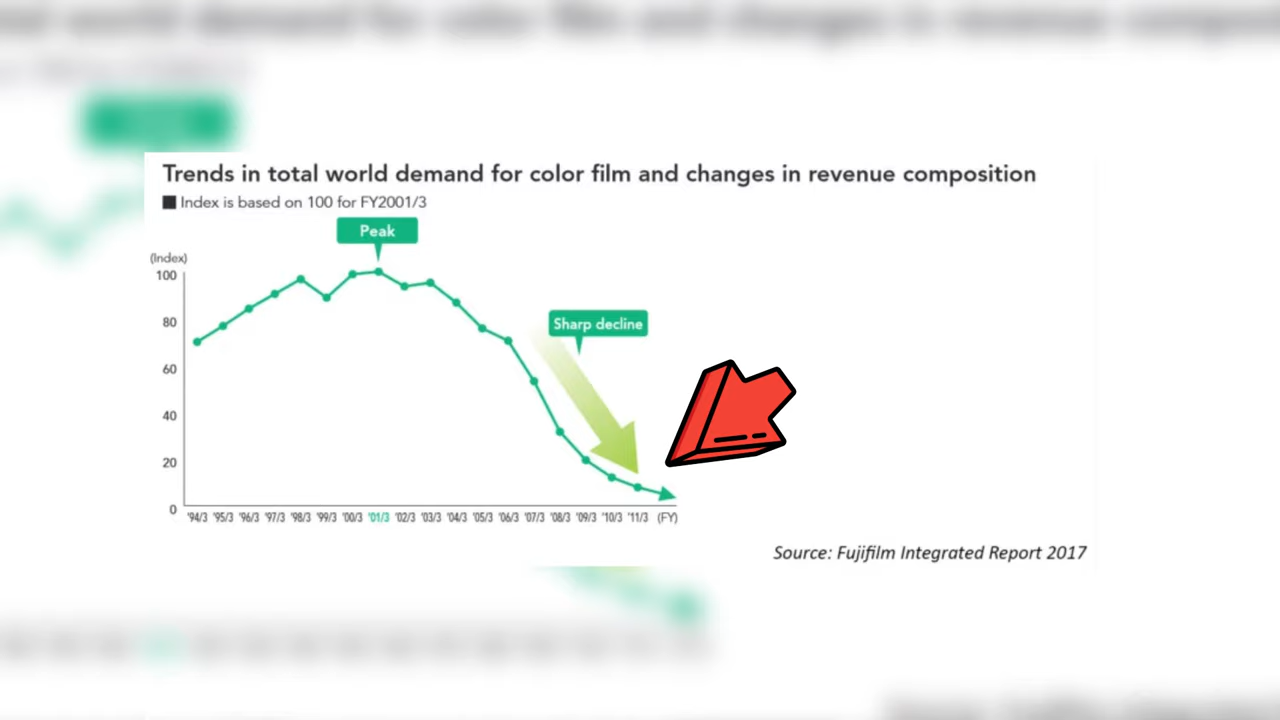 Trends in total world demand for color film and changes in revenue composition
Index is based on 100 for FY2001/3
Peak
(Index)
100
80
Sharp decline
60
40
20
0
'94/3 '95/3 '96/3 '97/3 '98/3 '99/3 '00/3 '01/3 '02/3 '03/3 '04/3 '05/3 '06/3 '07/3 '08/3 '09/3 '10/3 '11/3 (FY)
Source: Fujifilm Integrated Report 2017